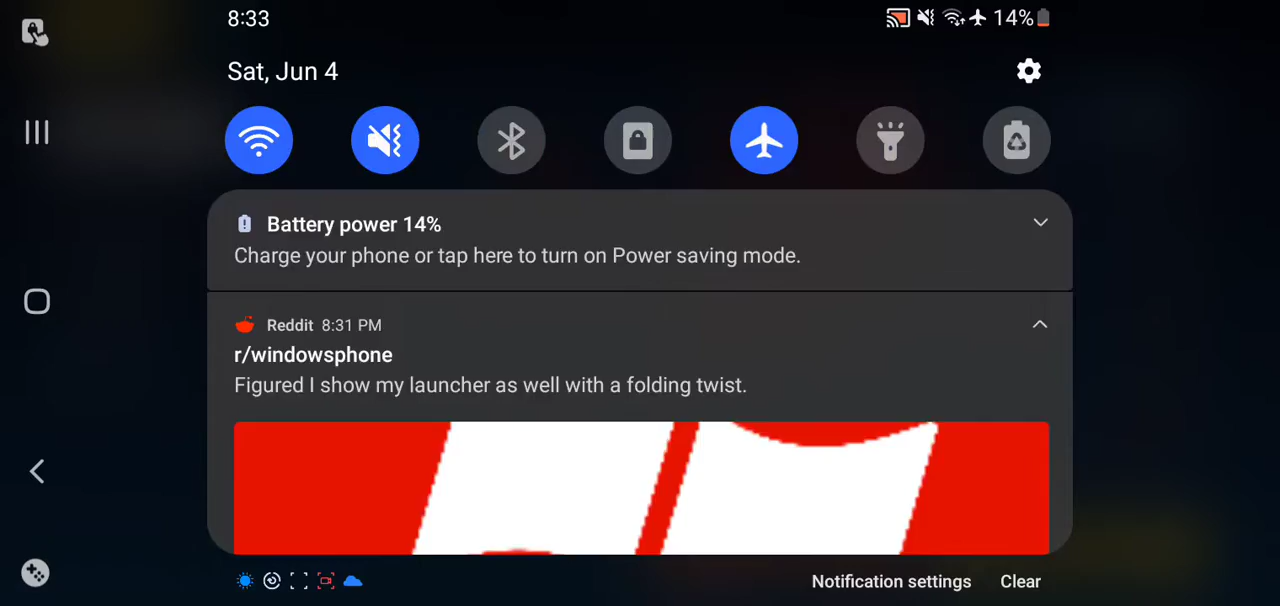 8:33
14%
Sat, Jun 4
Battery power 14%
Charge your phone or tap here to turn on Power saving mode.
Reddit 8:31 PM
r/windowsphone
Figured I show my launcher as well with a folding twist.
Notification settings
Clear